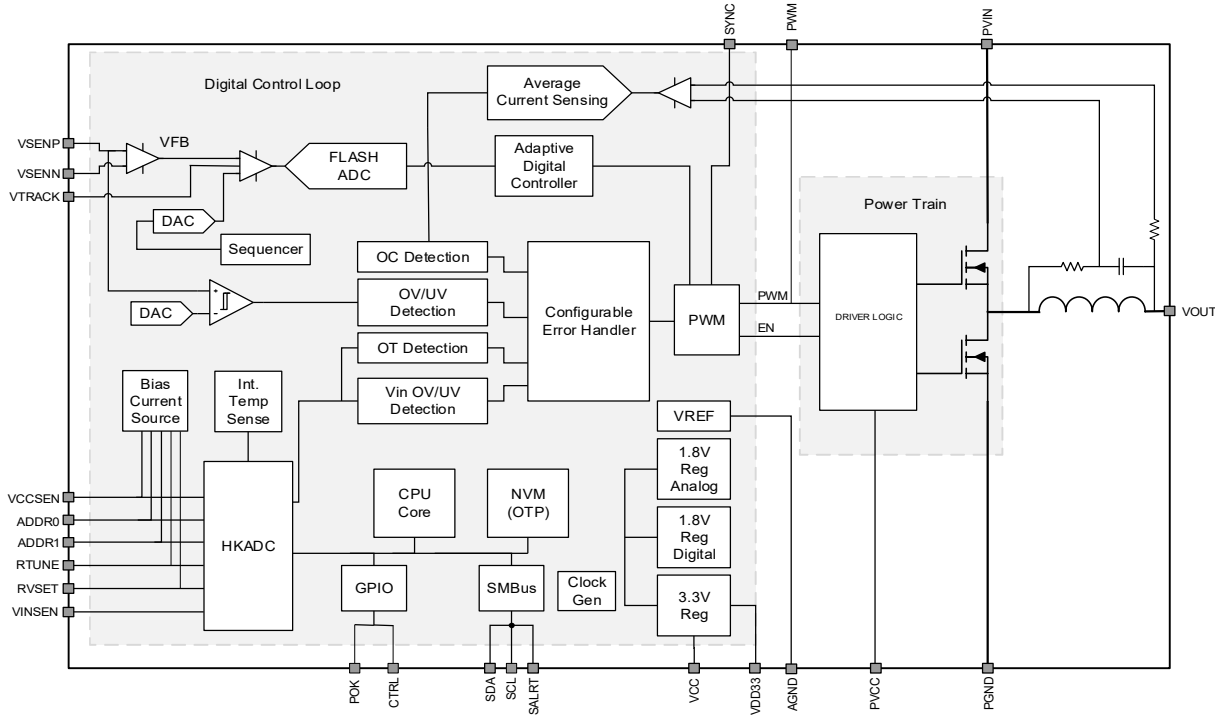 SYNC
PWM
PVIN
Digital Control Loop
Average
Current Sensing
VSENP
VFB
VSENN
VTRACK
FLASH
ADC
Adaptive
Digital
Controller
DAC
Sequencer
Power Train
OC Detection
OV/UV
Detection
DAC
+
-
Configurable
Error Handler
PWM
PWM
EN
DRIVER LOGIC
VOUT
OT Detection
Vin OV/UV
Detection
Bias
Current
Source
Int.
Temp
Sense
VREF
1.8V
Reg
Analog
VCCSEN
ADDR0
ADDR1
RTUNE
RVSET
VINSEN
HKADC
CPU
Core
NVM
(OTP)
1.8V
Reg
Digital
GPIO
SMBus
Clock
Gen
3.3V
Reg
POK
CTRL
SDA
SCL
SALRT
VCC
VDD33
AGND
PVCC
PGND